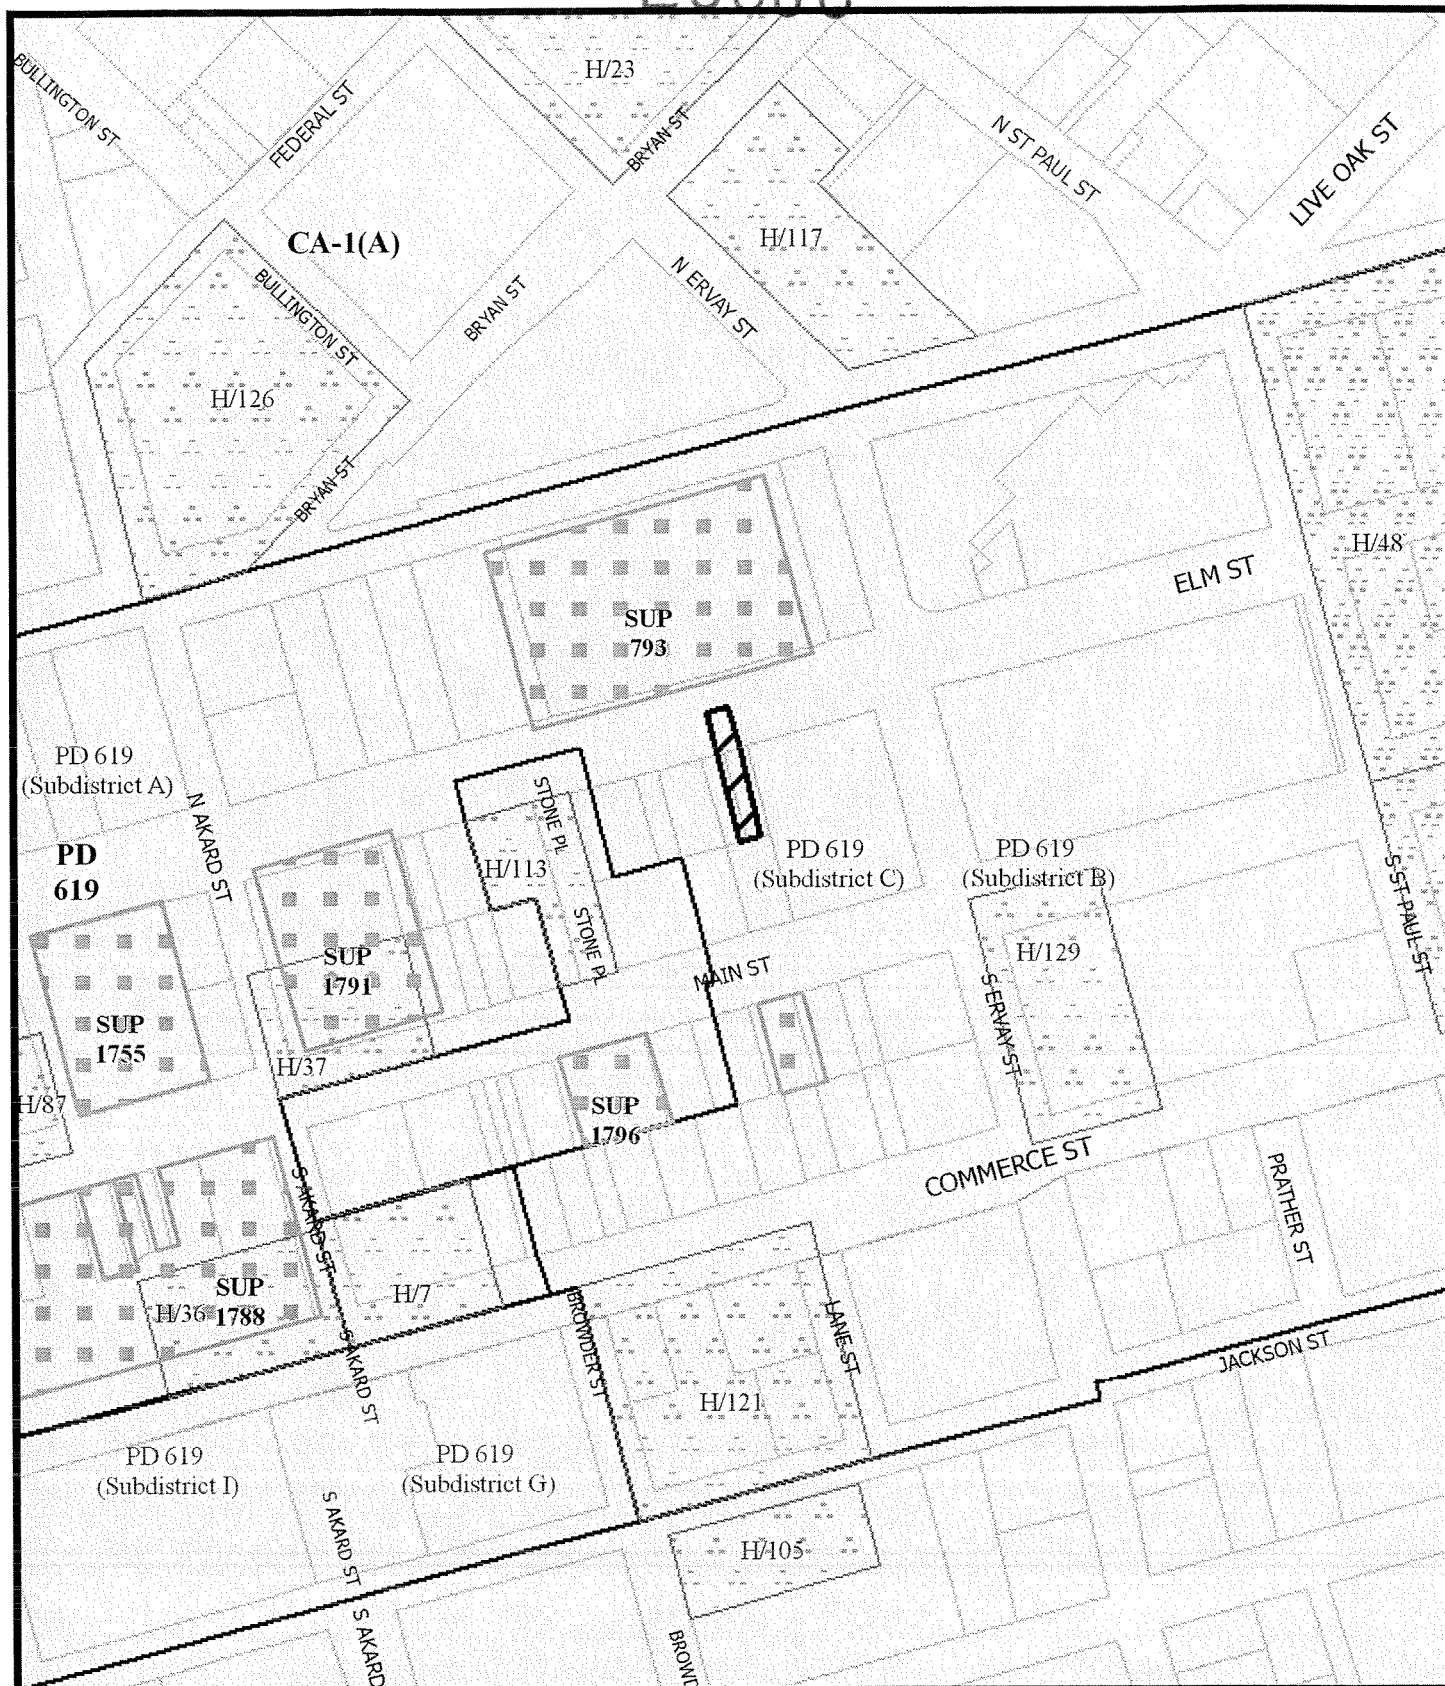 H/23
BULLINGTON ST
FEDERAL ST
BRYAN ST
N ST PAUL ST
LIVE OAK ST
CA-1(A)
H/117
BULLINGTON ST
BRYAN ST
N ERVAY ST
H/126
BRYAN ST
H/48
ELM ST
SUP
793
PD 619
(Subdistrict A)
N AKARD ST
STONE PL
PD
619
H/113
PD 619
(Subdistrict C)
PD 619
(Subdistrict B)
S ST PAUL ST
STONE PL
SUP
1791
MAIN ST
H/129
S ERVAY ST
SUP
1755
H/37
H/87
SUP
1796
COMMERCE ST
PRATHER ST
S AKARD ST
SUP
1788
H/36
H/7
BROWDER ST
LANE ST
JACKSON ST
S AKARD ST
H/121
PD 619
(Subdistrict I)
PD 619
(Subdistrict G)
S AKARD ST
H/105
S AKARD
BROWD